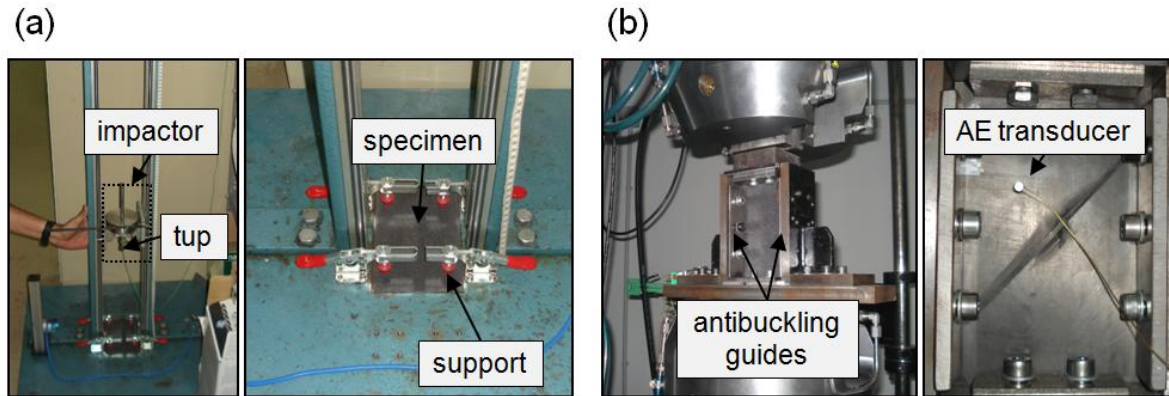 (a)
(b)
impactor
tup
specimen
support
antibuckling
guides
AE transducer